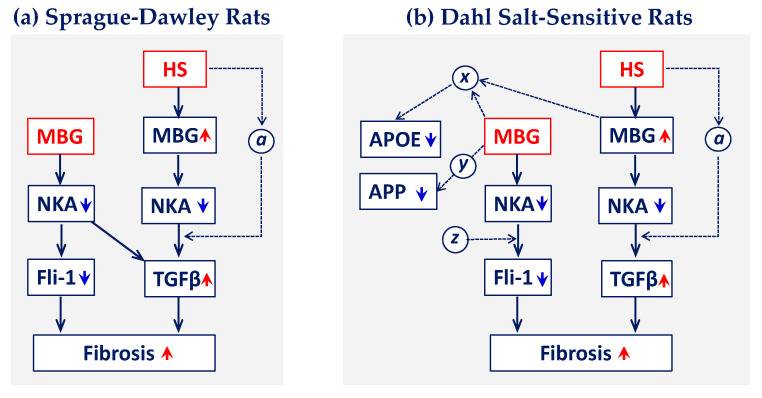 (a) Sprague-Dawley Rats
HS
MBG
MBG
a
NKA
NKA
Fli-1
TGFβ
Fibrosis
(b) Dahl Salt-Sensitive Rats
HS
x
APOE
MBG
MBG
a
y
APP
NKA
NKA
z
Fli-1
TGFβ
Fibrosis